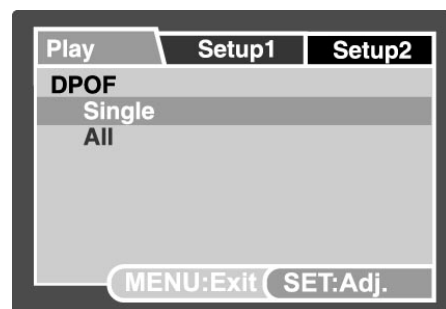 Play Setup1 Setup2
DPOF
Single
All
MENU:Exit SET:Adj.